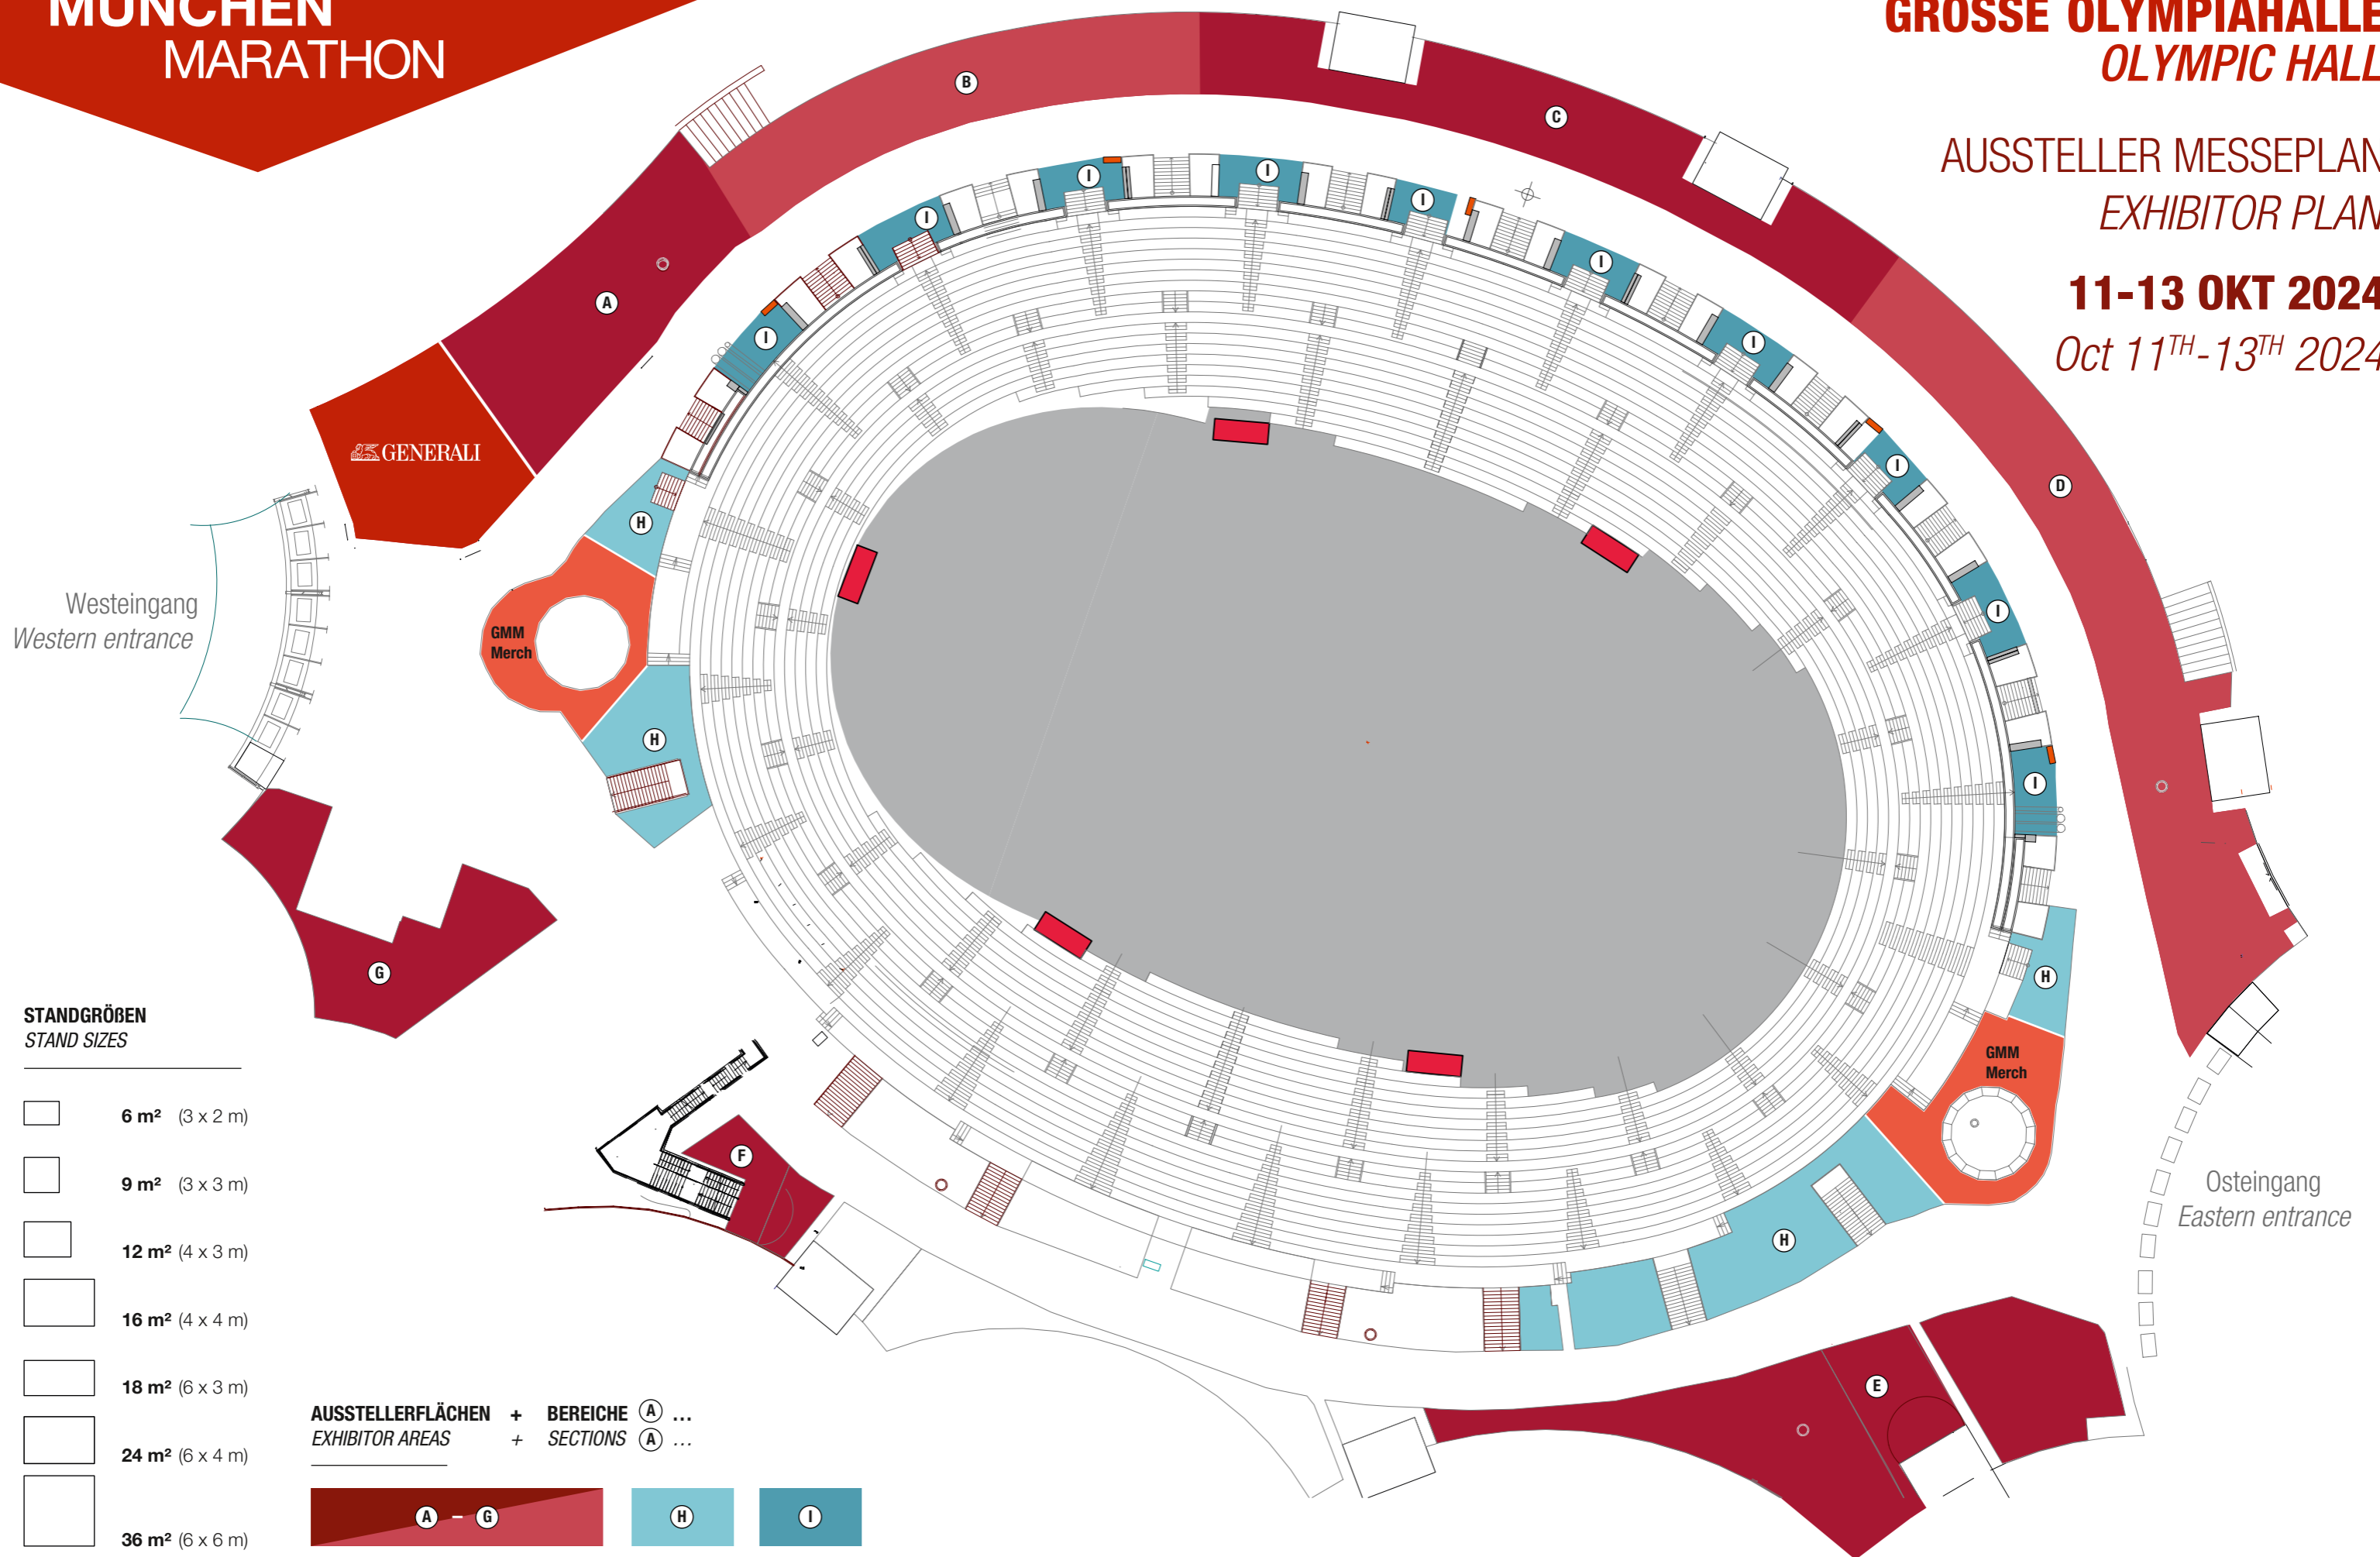 MÜNCHEN
MARATHON
GROSSE OLYMPIAHALLE
OLYMPIC HALL
AUSSTELLER MESSEPLAN
EXHIBITOR PLAN
11-13 OKT 2024
Oct 11TH-13TH 2024
B
C
I
I
I
I
I
I
I
I
I
I
A
D
GENERALI
H
Westeingang
Western entrance
GMM
Merch
H
G
H
GMM
Merch
F
H
Osteingang
Eastern entrance
E
STANDGRÖßEN
STAND SIZES
6 m² (3 x 2 m)
9 m² (3 x 3 m)
12 m² (4 x 3 m)
16 m² (4 x 4 m)
18 m² (6 x 3 m)
24 m² (6 x 4 m)
36 m² (6 x 6 m)
AUSSTELLERFLÄCHEN + BEREICHE A ...
EXHIBITOR AREAS + SECTIONS A ...
A – G
H
I